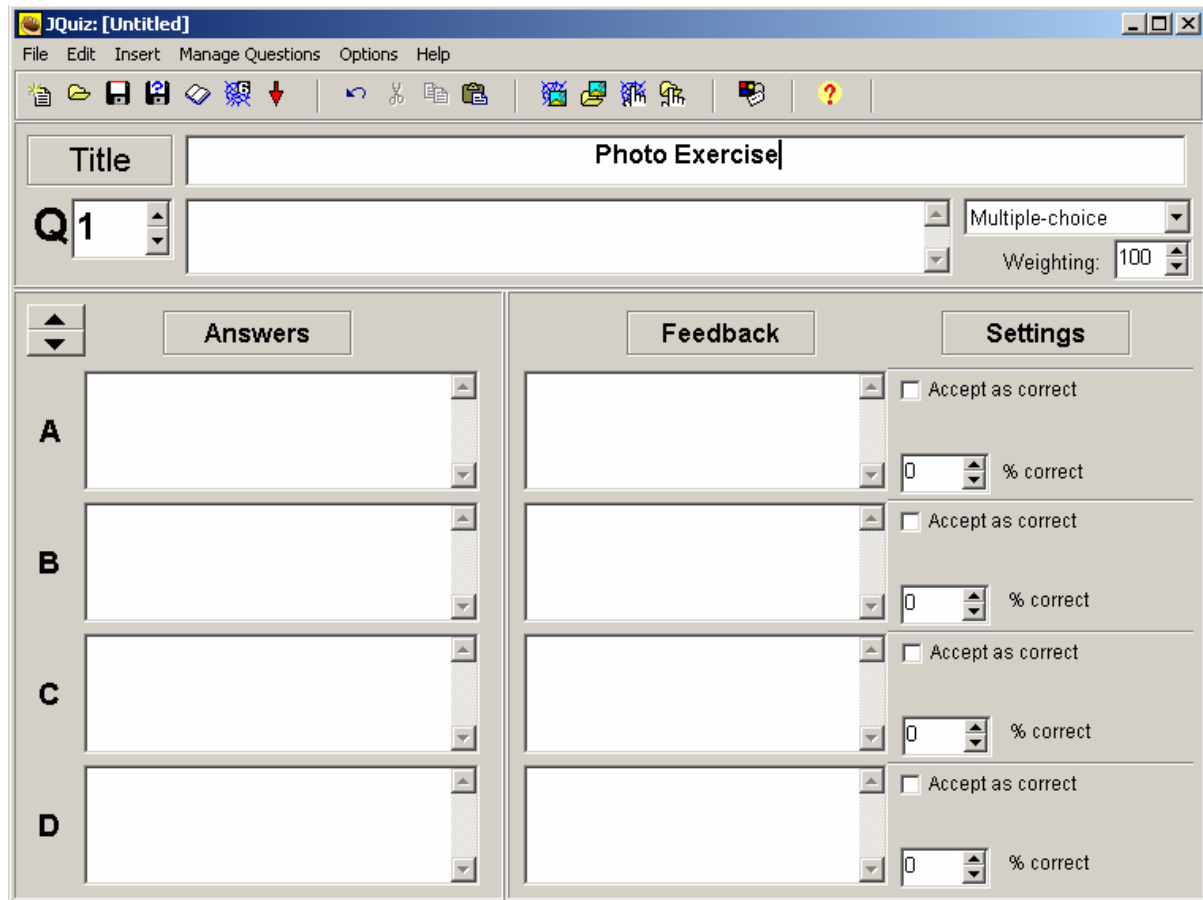 JQuiz: [Untitled]
File Edit Insert Manage Questions Options Help
Title
Photo Exercise
Q 1
Multiple-choice
Weighting: 100
Answers
Feedback
Settings
A
Accept as correct
0 % correct
B
Accept as correct
0 % correct
C
Accept as correct
0 % correct
D
Accept as correct
0 % correct